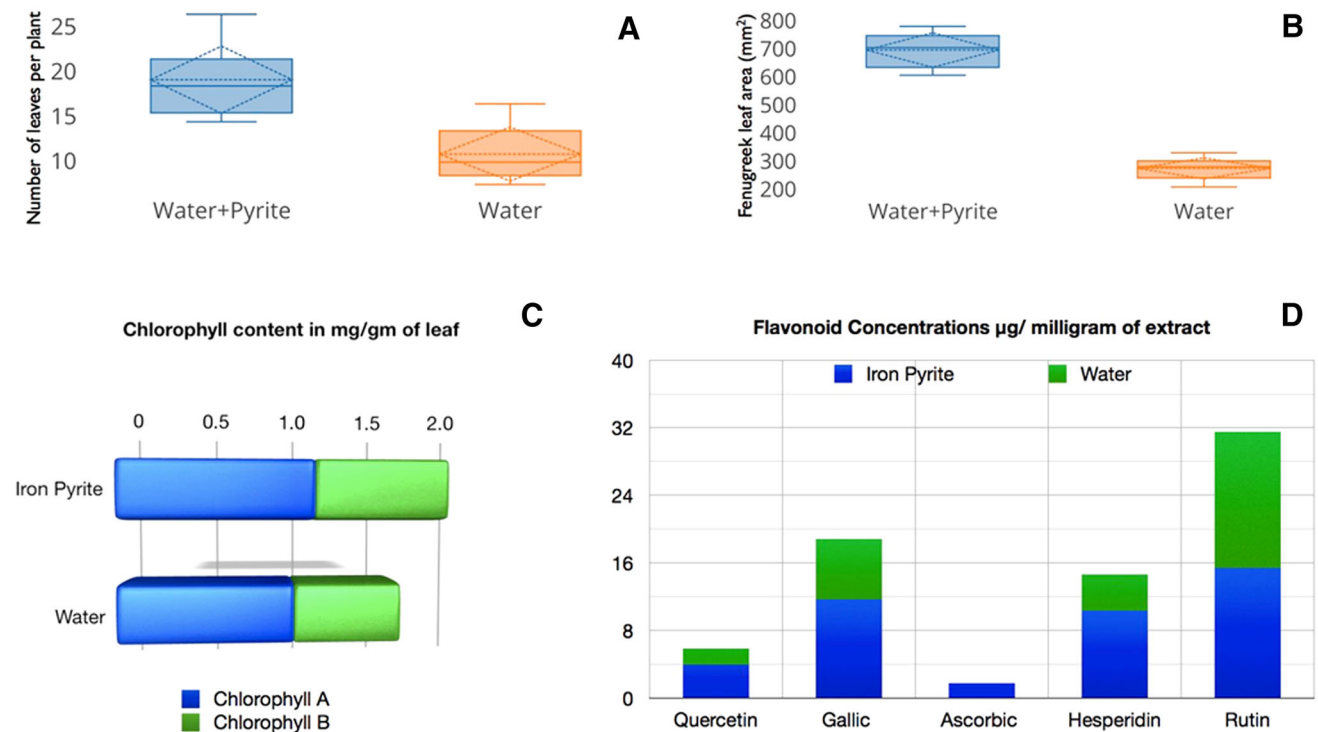 A
Number of leaves per plant
25
20
15
10
Water+Pyrite
Water
B
Fenugreek leaf area (mm²)
800
700
600
500
400
300
200
Water+Pyrite
Water
C
Chlorophyll content in mg/gm of leaf
0 0.5 1.0 1.5 2.0
Iron Pyrite
Water
Chlorophyll A
Chlorophyll B
D
Flavonoid Concentrations µg/ milligram of extract
Iron Pyrite
Water
40
32
24
16
8
0
Quercetin Gallic Ascorbic Hesperidin Rutin